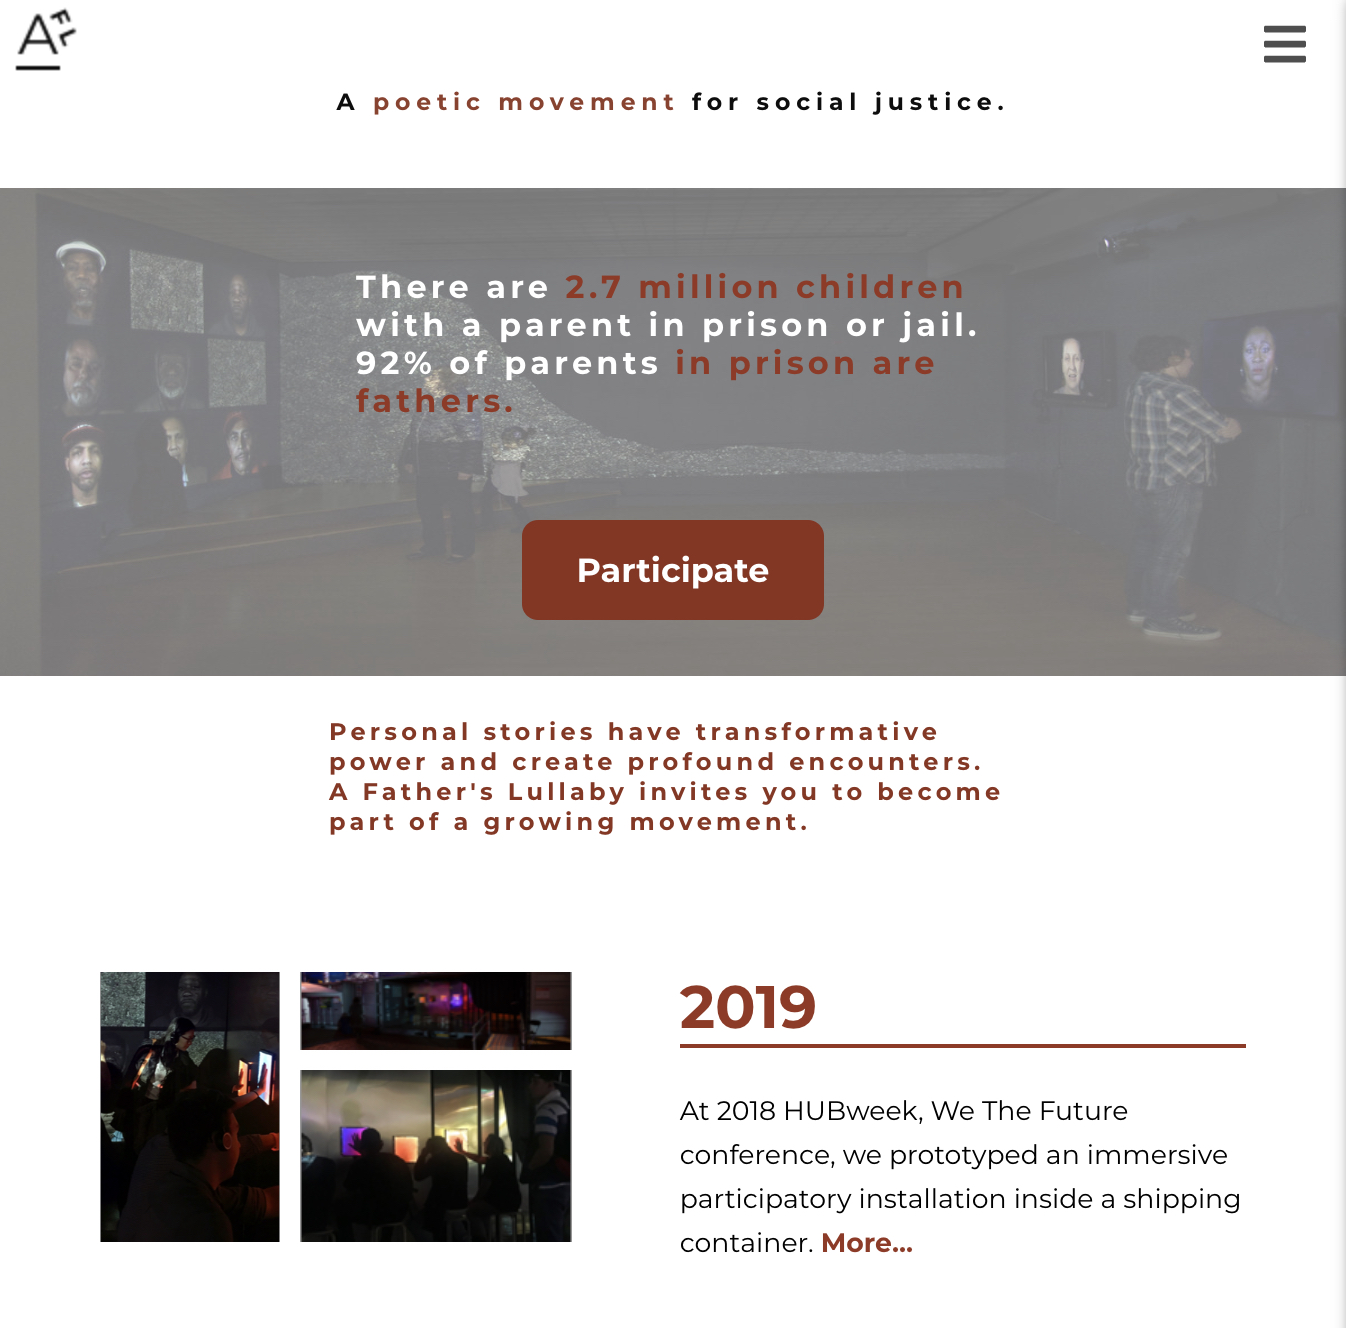 AFL
A poetic movement for social justice.
There are 2.7 million children
with a parent in prison or jail.
92% of parents in prison are
fathers.
Participate
Personal stories have transformative
power and create profound encounters.
A Father's Lullaby invites you to become
part of a growing movement.
2019
At 2018 HUBweek, We The Future
conference, we prototyped an immersive
participatory installation inside a shipping
container. More...